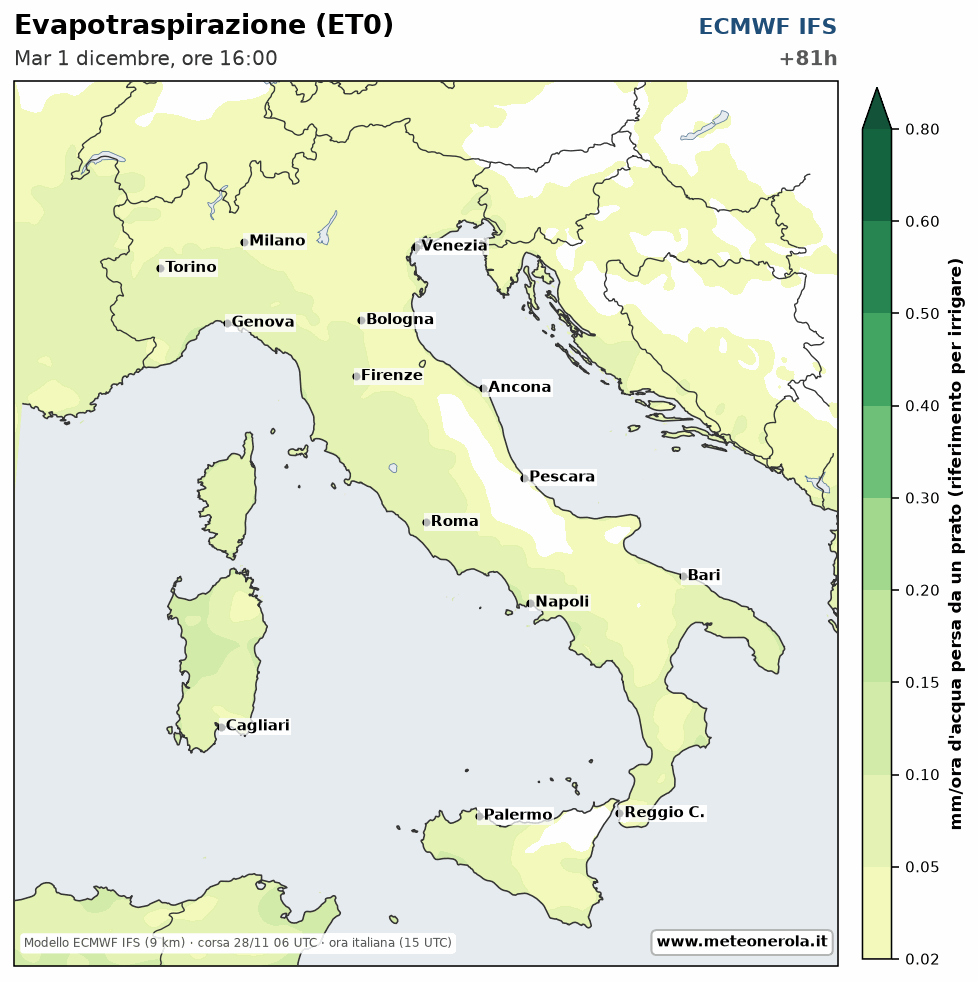 Evapotraspirazione (ET0)
ECMWF IFS
Mar 1 dicembre, ore 16:00
+81h
Milano
Venezia
Torino
Genova
Bologna
Firenze
Ancona
Pescara
Roma
Bari
Napoli
Cagliari
Palermo
Reggio C.
0.80
0.60
0.50
0.40
0.30
0.20
0.15
0.10
0.05
0.02
mm/ora d'acqua persa da un prato (riferimento per irrigare)
Modello ECMWF IFS (9 km) · corsa 28/11 06 UTC · ora italiana (15 UTC)
www.meteonerola.it